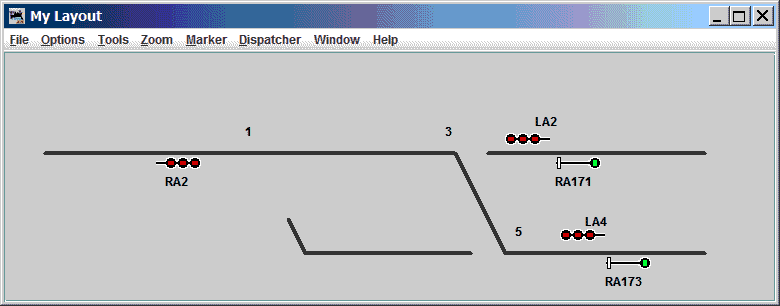 My Layout
File Options Tools Zoom Marker Dispatcher Window Help
LA2
1 3
RA2 RA171
LA4
5
RA173